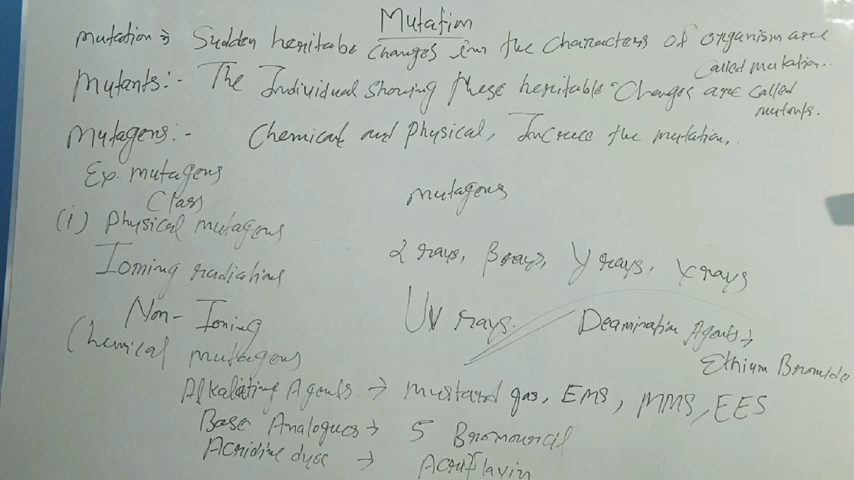 Mutation
Mutation → Sudden heritable changes in the characters of organism are
called mutation.
Mutants:- The Individual showing these heritable changes are called
mutants.
Mutagens:- Chemical and Physical, Increase the mutation.
Ex. mutagens
Class mutagens
(i) Physical mutagens
Ioning radiation α rays, β rays, γ rays, X rays
Non-Ioning UV rays. Deamination Agents →
Ethium Bromide
Chemical mutagens
Alkalating Agents → mustard gas, EMS, MMS, EES
Base Analogues → 5 Bromouracil
Acridine dyse → Acriflavin